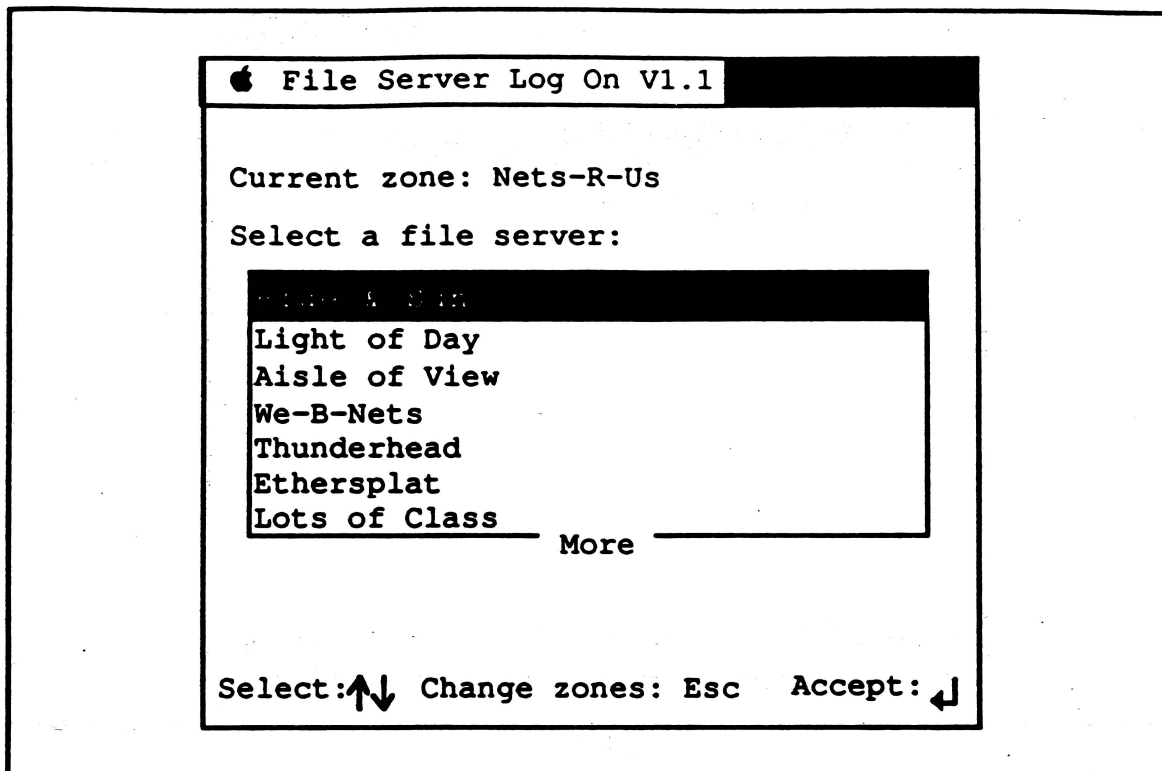 File Server Log On V1.1
Current zone: Nets-R-Us
Select a file server:
Light of Day
Aisle of View
We-B-Nets
Thunderhead
Ethersplat
Lots of Class
More
Select:↑↓ Change zones: Esc Accept:↵